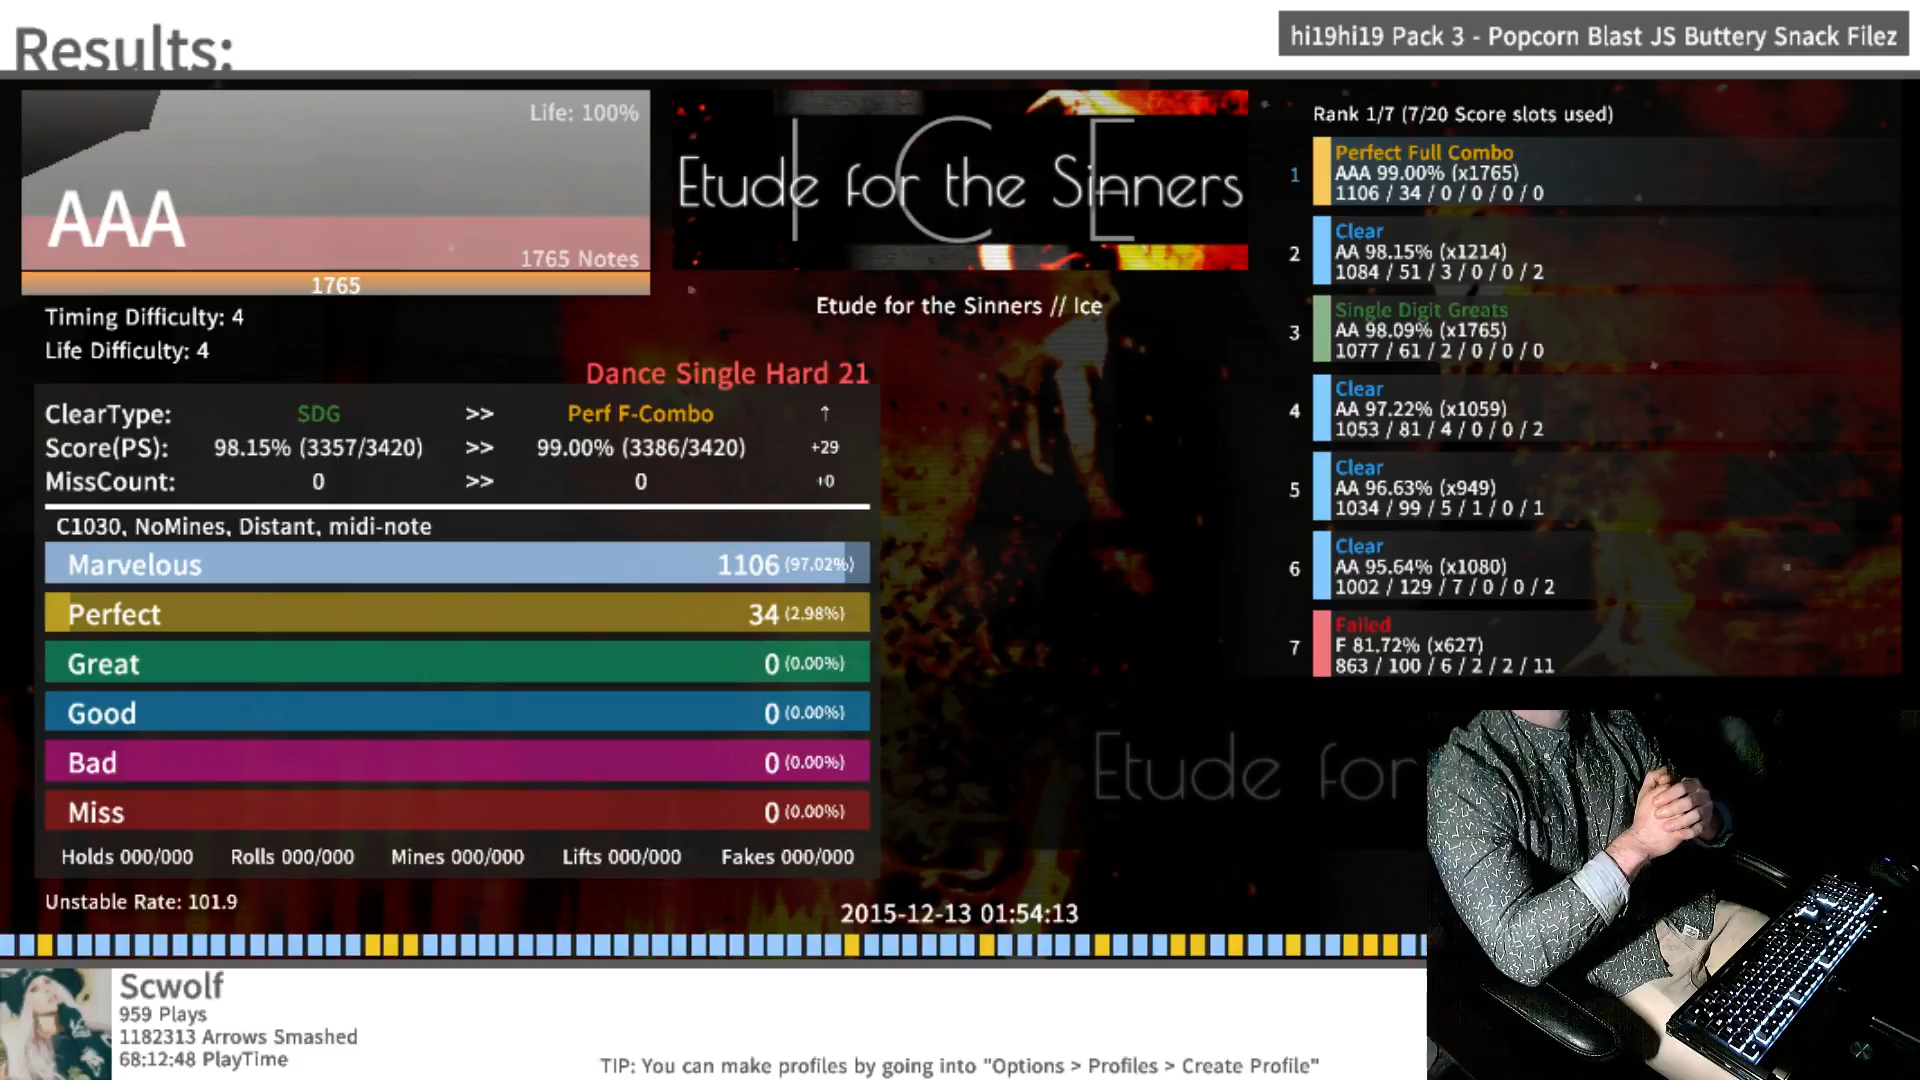 Results:
hi19hi19 Pack 3 - Popcorn Blast JS Buttery Snack Filez
Life: 100%
AAA
1765 Notes
1765
Timing Difficulty: 4
Life Difficulty: 4
ICE
Etude for the Sinners
Etude for the Sinners // Ice
Dance Single Hard 21
ClearType: SDG >> Perf F-Combo ↑
Score(PS): 98.15% (3357/3420) >> 99.00% (3386/3420) +29
MissCount: 0 >> 0 +0
C1030, NoMines, Distant, midi-note
Marvelous 1106 (97.02%)
Perfect 34 (2.98%)
Great 0 (0.00%)
Good 0 (0.00%)
Bad 0 (0.00%)
Miss 0 (0.00%)
Holds 000/000 Rolls 000/000 Mines 000/000 Lifts 000/000 Fakes 000/000
Unstable Rate: 101.9
2015-12-13 01:54:13
Rank 1/7 (7/20 Score slots used)
1
Perfect Full Combo
AAA 99.00% (x1765)
1106 / 34 / 0 / 0 / 0 / 0
2
Clear
AA 98.15% (x1214)
1084 / 51 / 3 / 0 / 0 / 2
3
Single Digit Greats
AA 98.09% (x1765)
1077 / 61 / 2 / 0 / 0 / 0
4
Clear
AA 97.22% (x1059)
1053 / 81 / 4 / 0 / 0 / 2
5
Clear
AA 96.63% (x949)
1034 / 99 / 5 / 1 / 0 / 1
6
Clear
AA 95.64% (x1080)
1002 / 129 / 7 / 0 / 0 / 2
7
Failed
F 81.72% (x627)
863 / 100 / 6 / 2 / 2 / 11
Etude for
Scwolf
959 Plays
1182313 Arrows Smashed
68:12:48 PlayTime
TIP: You can make profiles by going into "Options > Profiles > Create Profile"